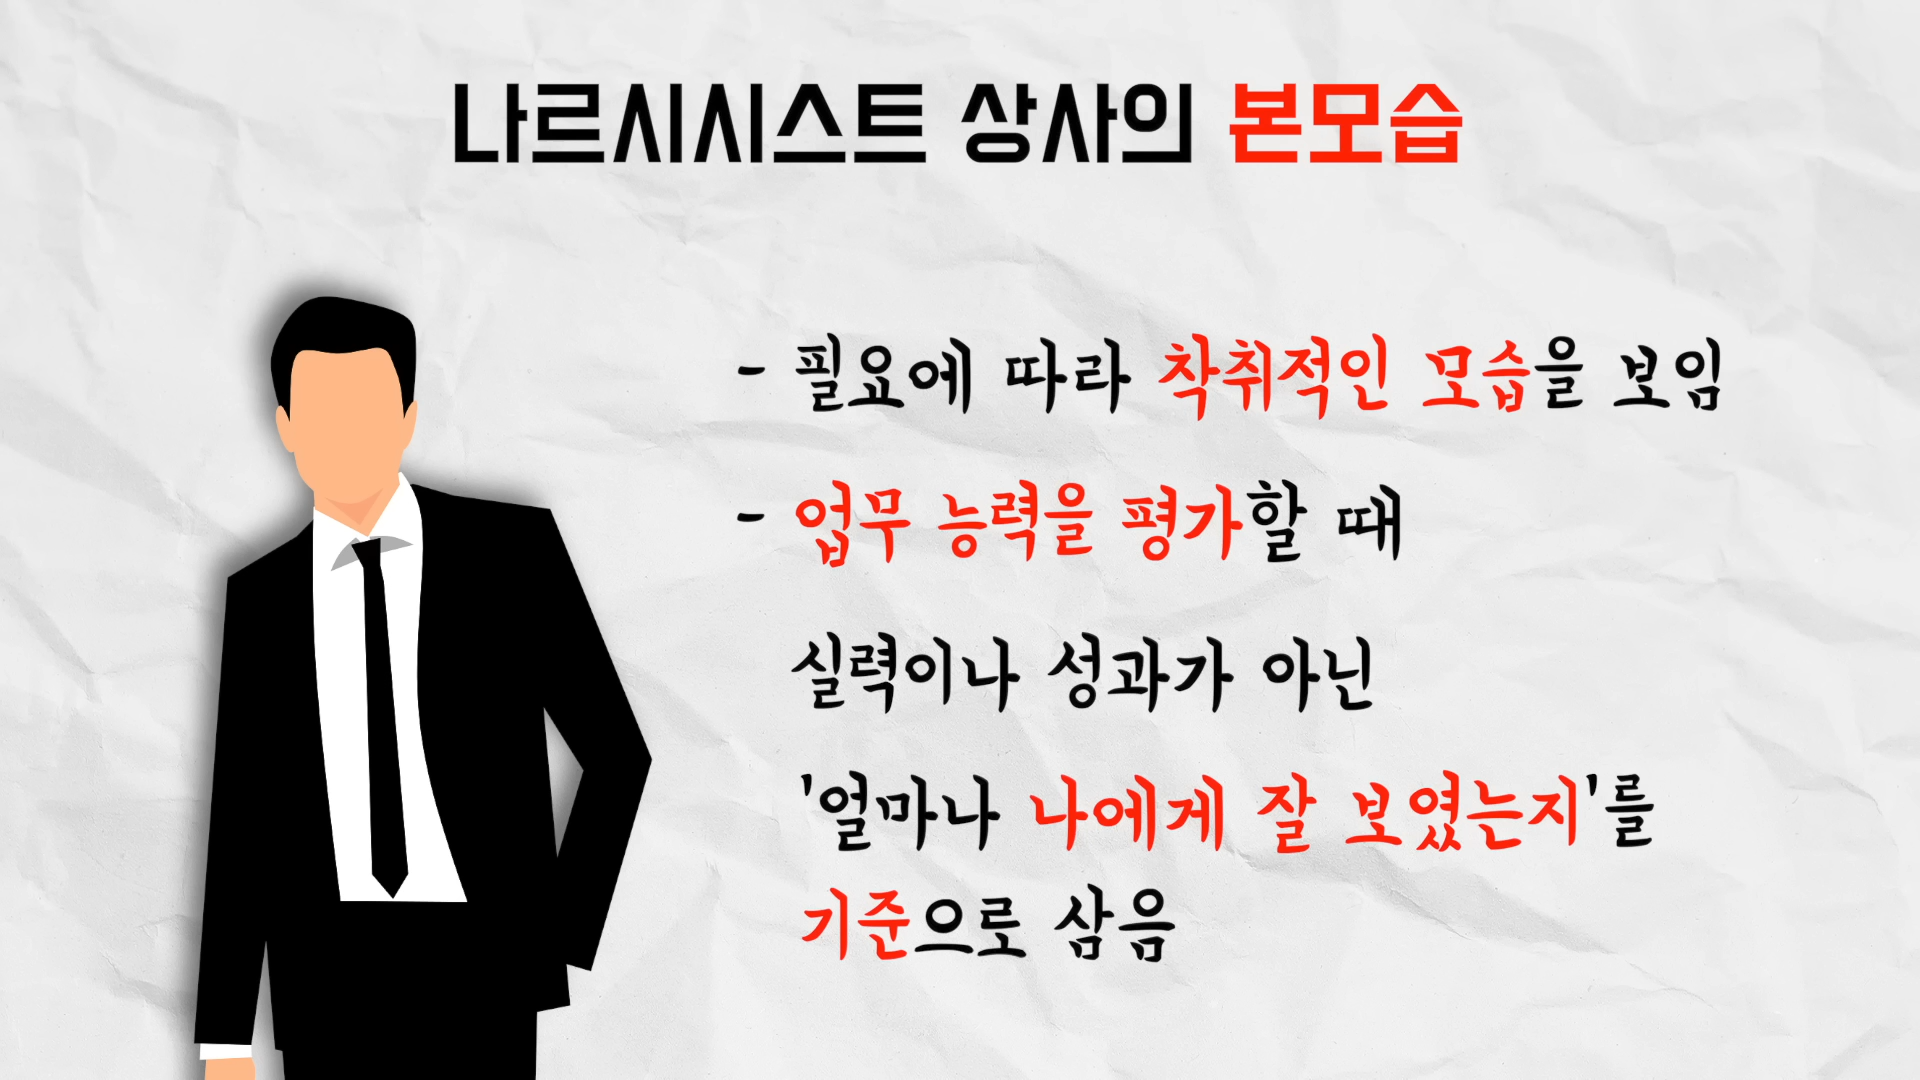 나르시시스트 상사의 본모습
- 필요에 따라 착취적인 모습을 보임
- 업무 능력을 평가할 때
실력이나 성과가 아닌
'얼마나 나에게 잘 보였는지'를
기준으로 삼음